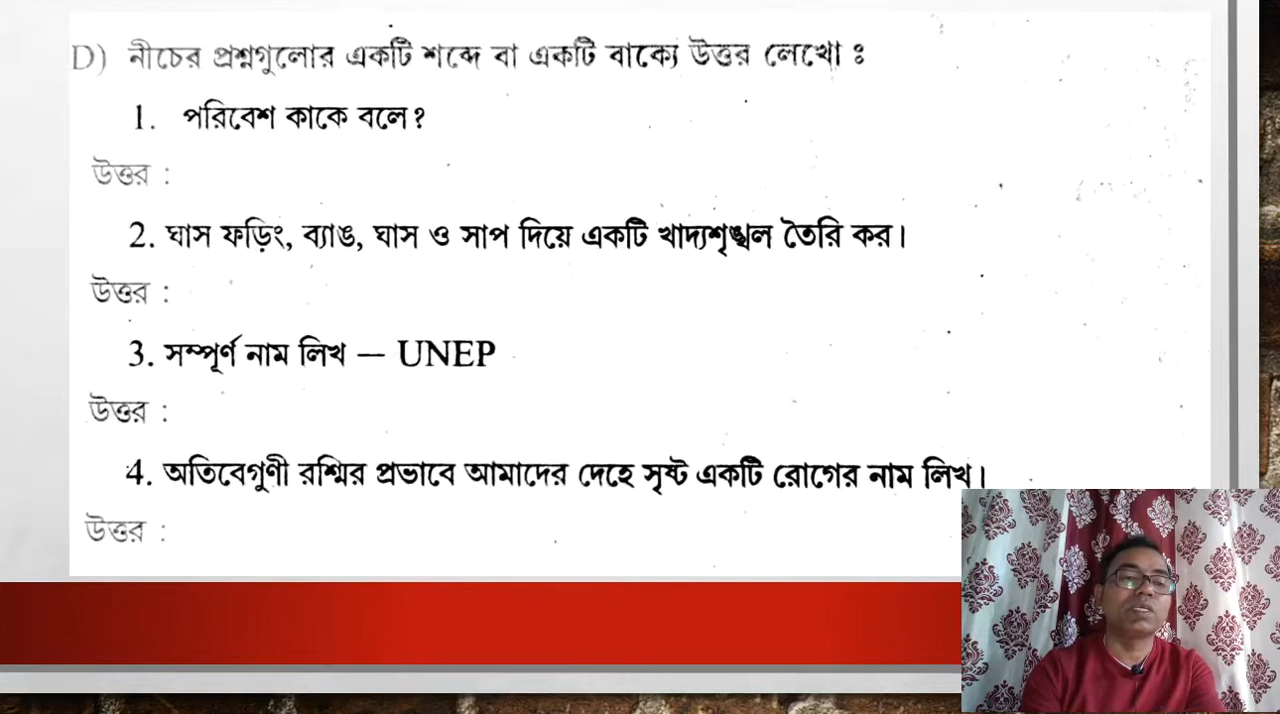 D) নীচের প্রশ্নগুলোর একটি শব্দে বা একটি বাক্যে উত্তর লেখো ঃ
1. পরিবেশ কাকে বলে?
উত্তর :
2. ঘাস ফড়িং, ব্যাঙ, ঘাস ও সাপ দিয়ে একটি খাদ্যশৃঙ্খল তৈরি কর।
উত্তর :
3. সম্পূর্ণ নাম লিখ — UNEP
উত্তর :
4. অতিবেগুণী রশ্মির প্রভাবে আমাদের দেহে সৃষ্ট একটি রোগের নাম লিখ।
উত্তর :